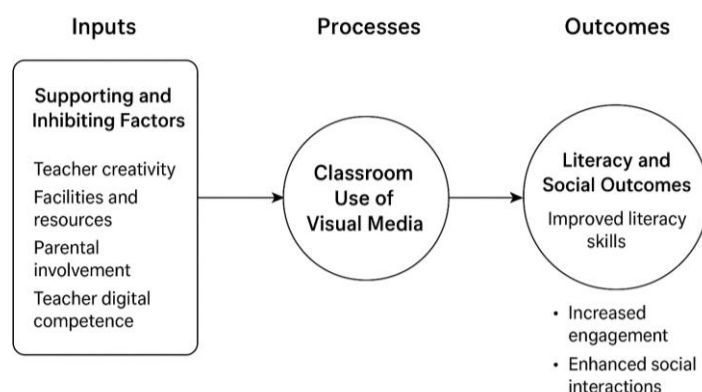 Inputs
Processes
Outcomes
Supporting and
Inhibiting Factors
Teacher creativity
Facilities and
resources
Parental
involvement
Teacher digital
competence
Classroom
Use of
Visual Media
Literacy and
Social Outcomes
Improved literacy
skills
• Increased
engagement
• Enhanced social
interactions